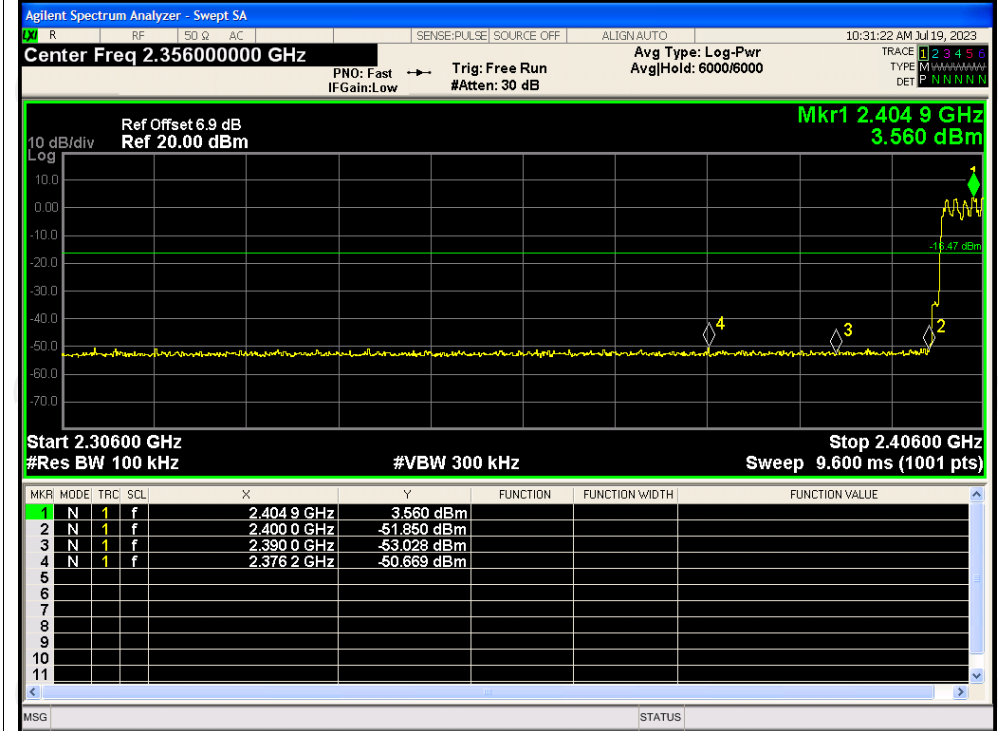 Agilent Spectrum Analyzer - Swept SA
LXI R RF 50 Ω AC SENSE:PULSE SOURCE OFF ALIGN AUTO 10:31:22 AM Jul 19, 2023
Center Freq 2.356000000 GHz
PNO: Fast
IFGain:Low
Trig: Free Run
#Atten: 30 dB
Avg Type: Log-Pwr
Avg|Hold: 6000/6000
TRACE 1 2 3 4 5 6
TYPE M
DET P N N N N N
Mkr1 2.404 9 GHz
3.560 dBm
Ref Offset 6.9 dB
10 dB/div Ref 20.00 dBm
Log
10.0
0.00
-10.0
-20.0
-30.0
-40.0
-50.0
-60.0
-70.0
1
-16.47 dBm
4
3
2
Start 2.30600 GHz Stop 2.40600 GHz
#Res BW 100 kHz #VBW 300 kHz Sweep 9.600 ms (1001 pts)
MKR MODE TRC SCL X Y FUNCTION FUNCTION WIDTH FUNCTION VALUE
1 N 1 f 2.404 9 GHz 3.560 dBm
2 N 1 f 2.400 0 GHz -51.850 dBm
3 N 1 f 2.390 0 GHz -53.028 dBm
4 N 1 f 2.376 2 GHz -50.669 dBm
5
6
7
8
9
10
11
MSG STATUS